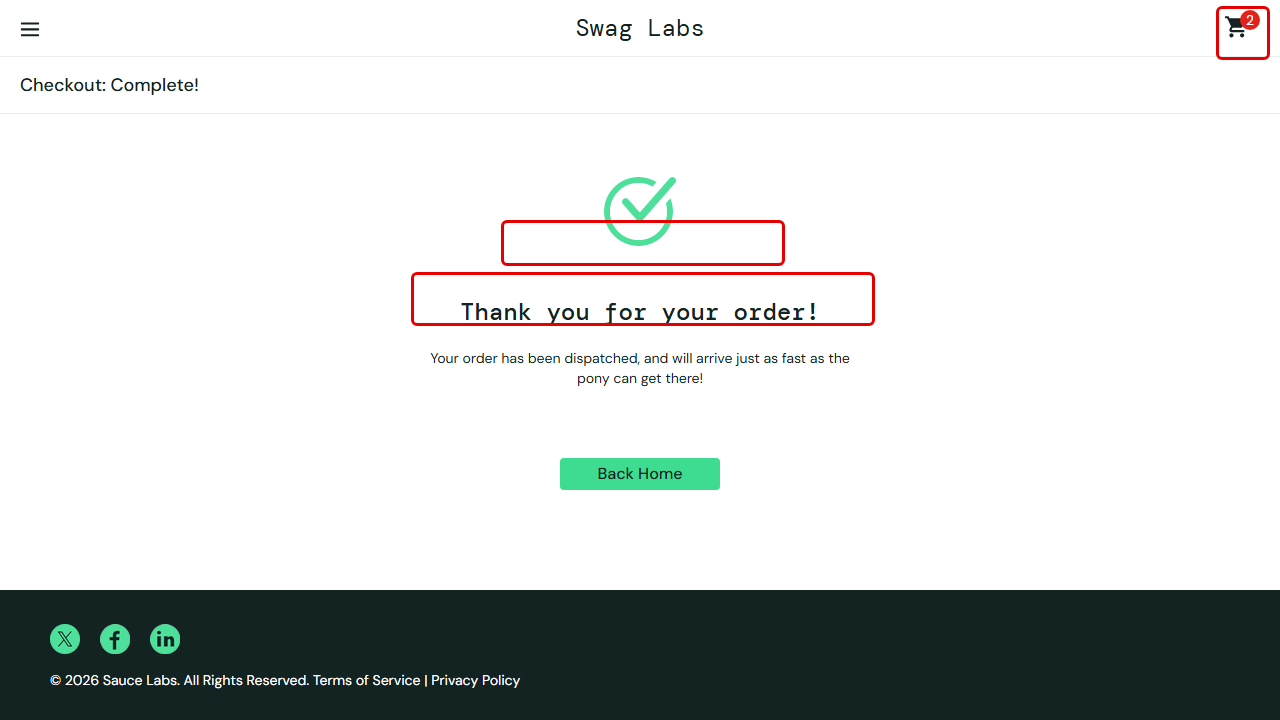 Swag Labs
2
Checkout: Complete!
Thank you for your order!
Your order has been dispatched, and will arrive just as fast as the
pony can get there!
Back Home
© 2026 Sauce Labs. All Rights Reserved. Terms of Service | Privacy Policy